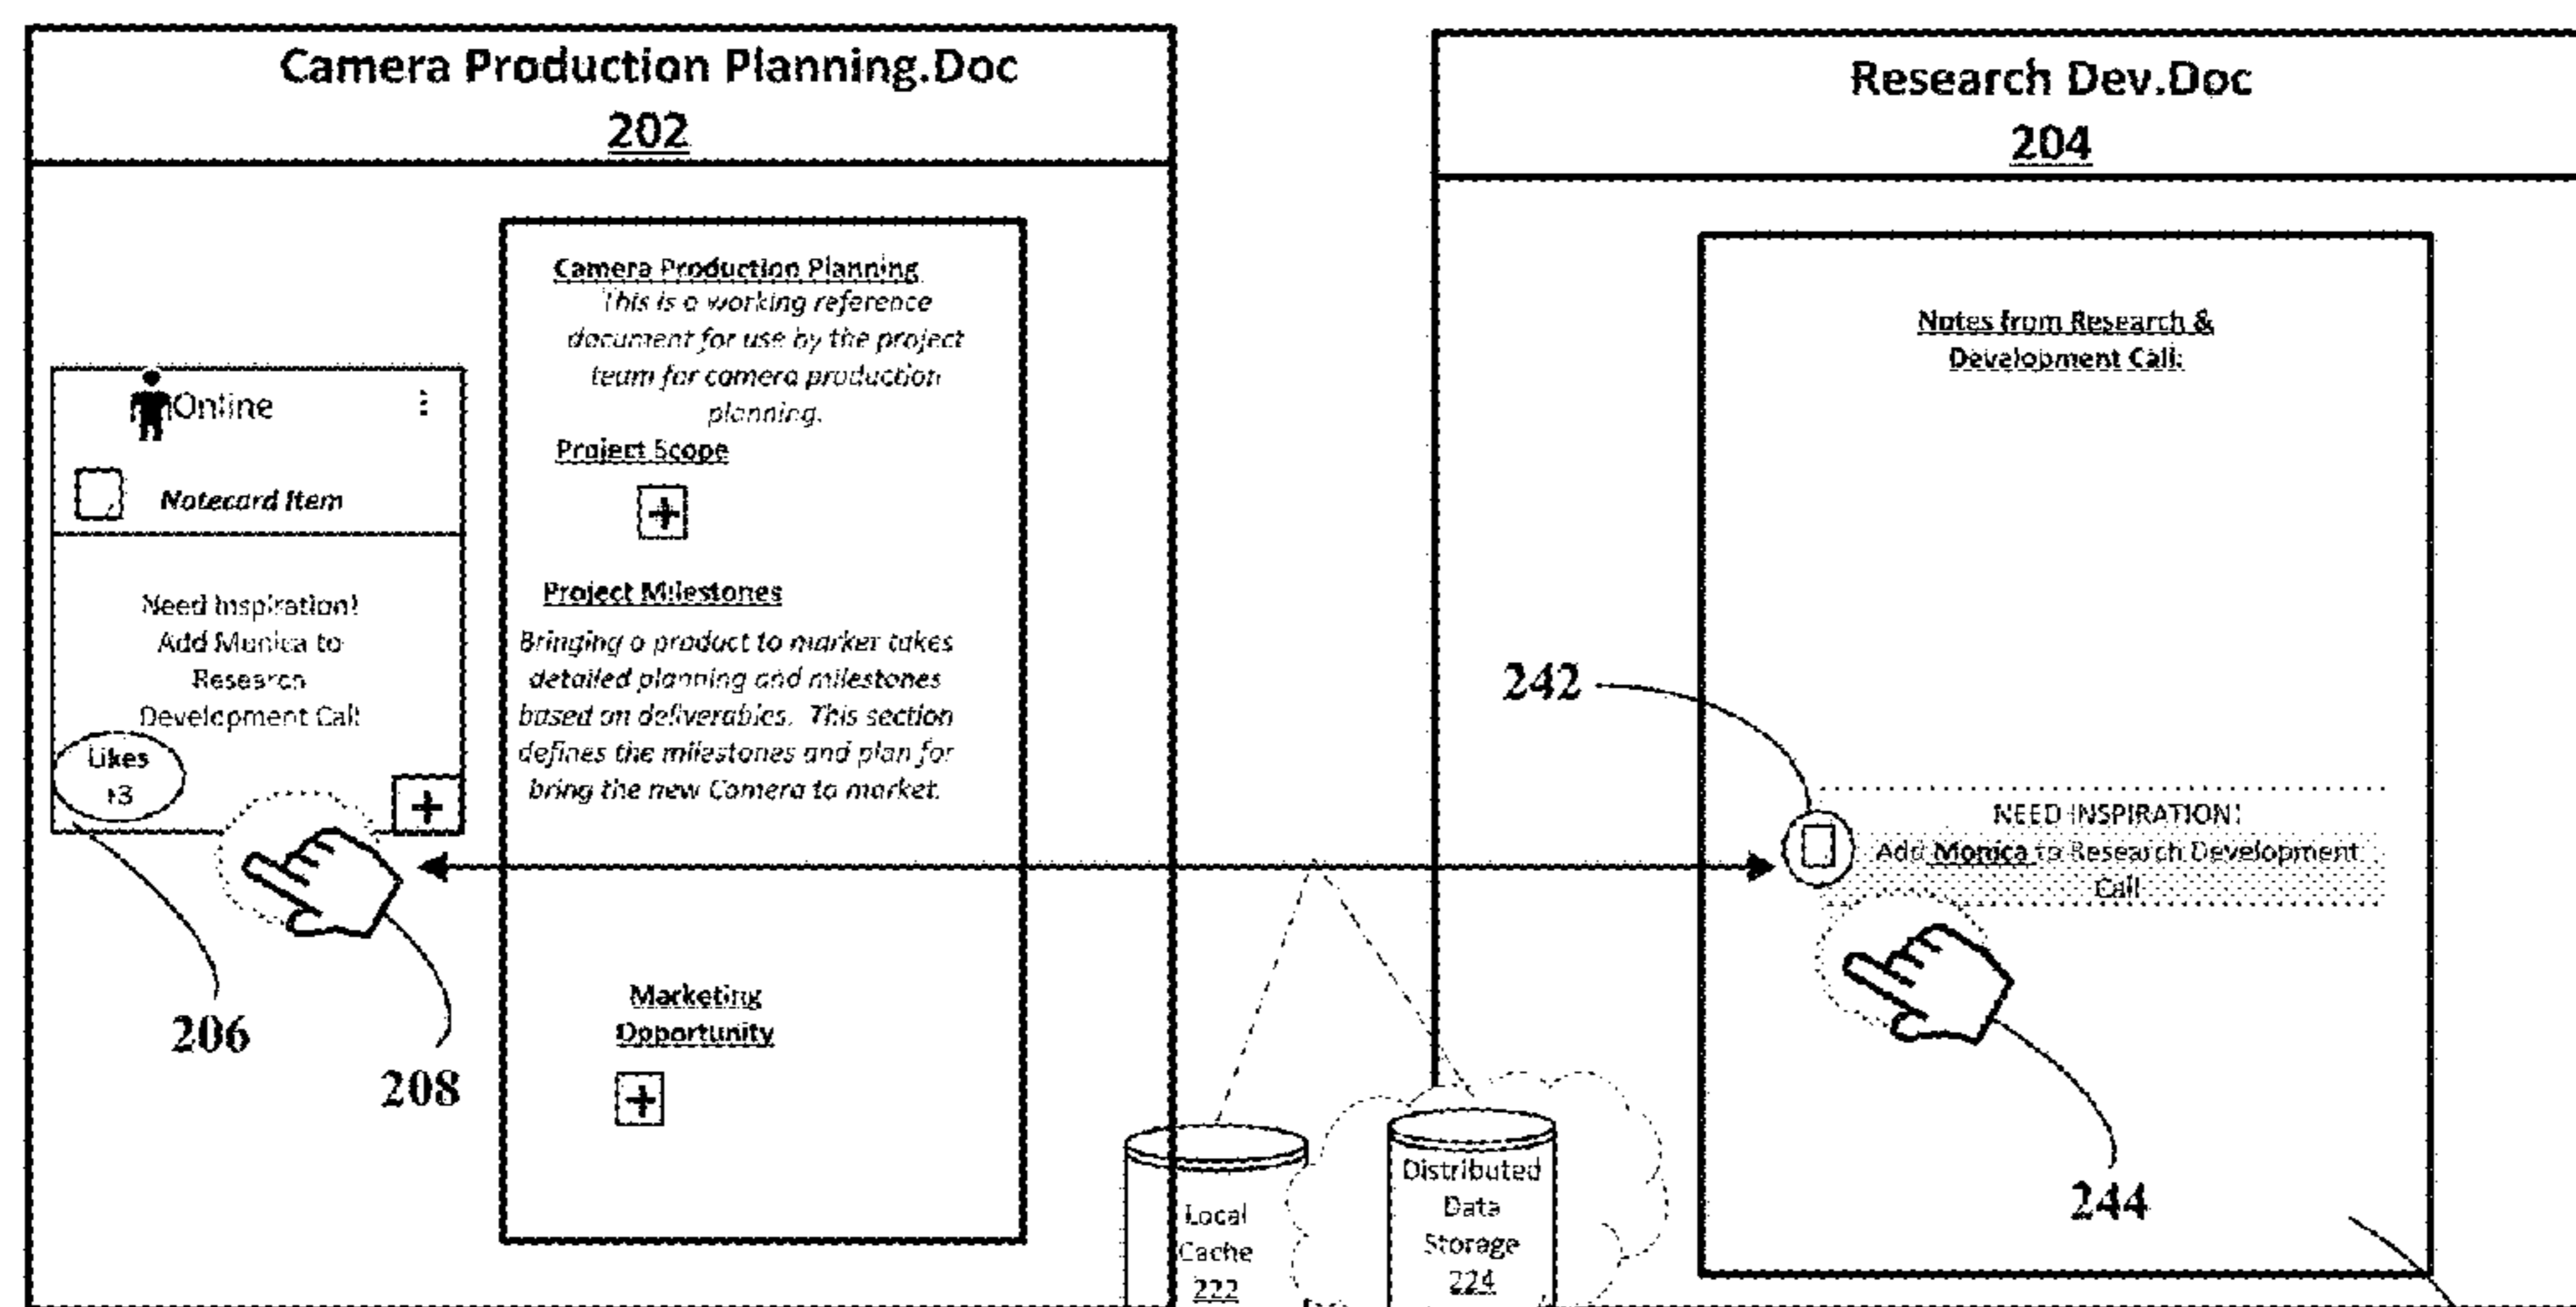 Camera Production Planning.Doc
202
Online
Notecard Item
Need Inspiration!
Add Monica to
Research
Development Call
Likes
+3
206
208
Camera Production Planning
This is a working reference
document for use by the project
team for camera production
planning.
Project Scope
+
Project Milestones
Bringing a product to market takes
detailed planning and milestones
based on deliverables. This section
defines the milestones and plan for
bring the new Camera to market.
Marketing
Opportunity
+
Local
Cache
222
Distributed
Data
Storage
224
Research Dev.Doc
204
Notes from Research &
Development Call:
242
NEED INSPIRATION!
Add Monica to Research Development
Call
244